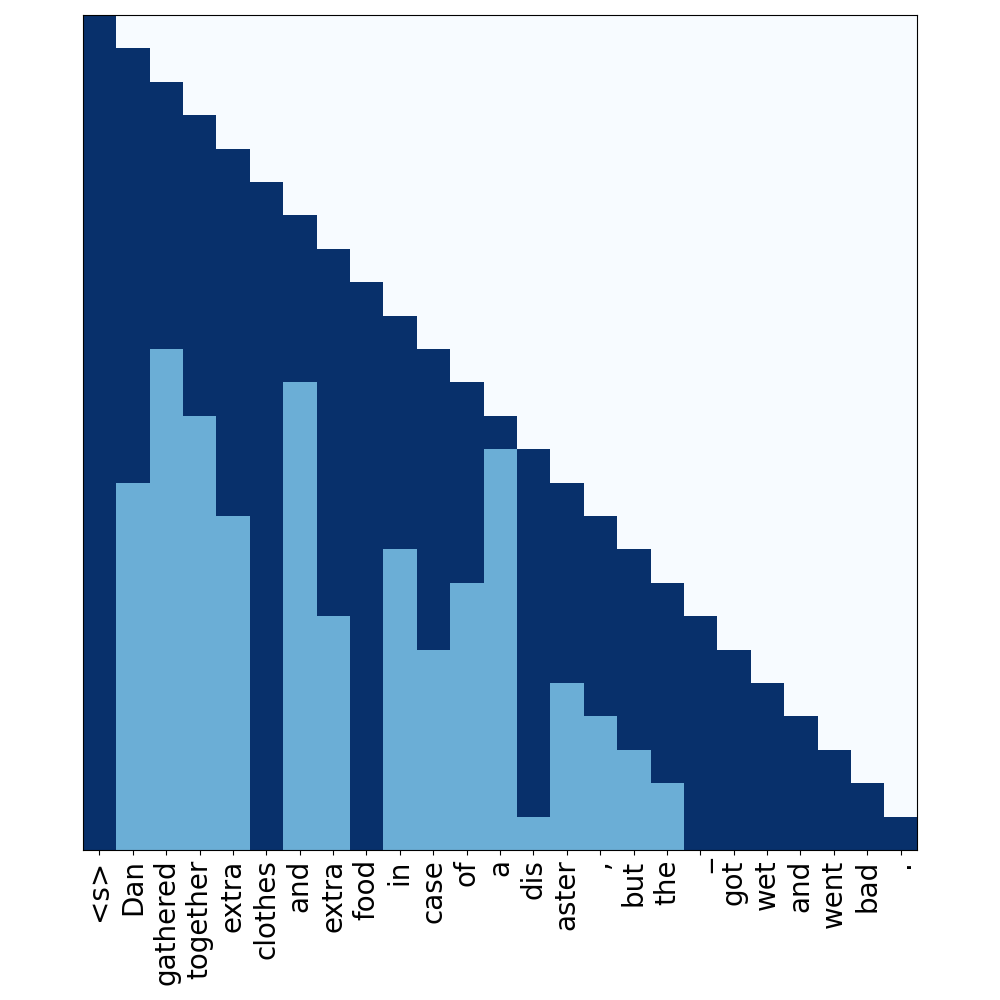 <s> Dan gathered together extra clothes and extra food in case of a dis aster , but the _ got wet and went bad .